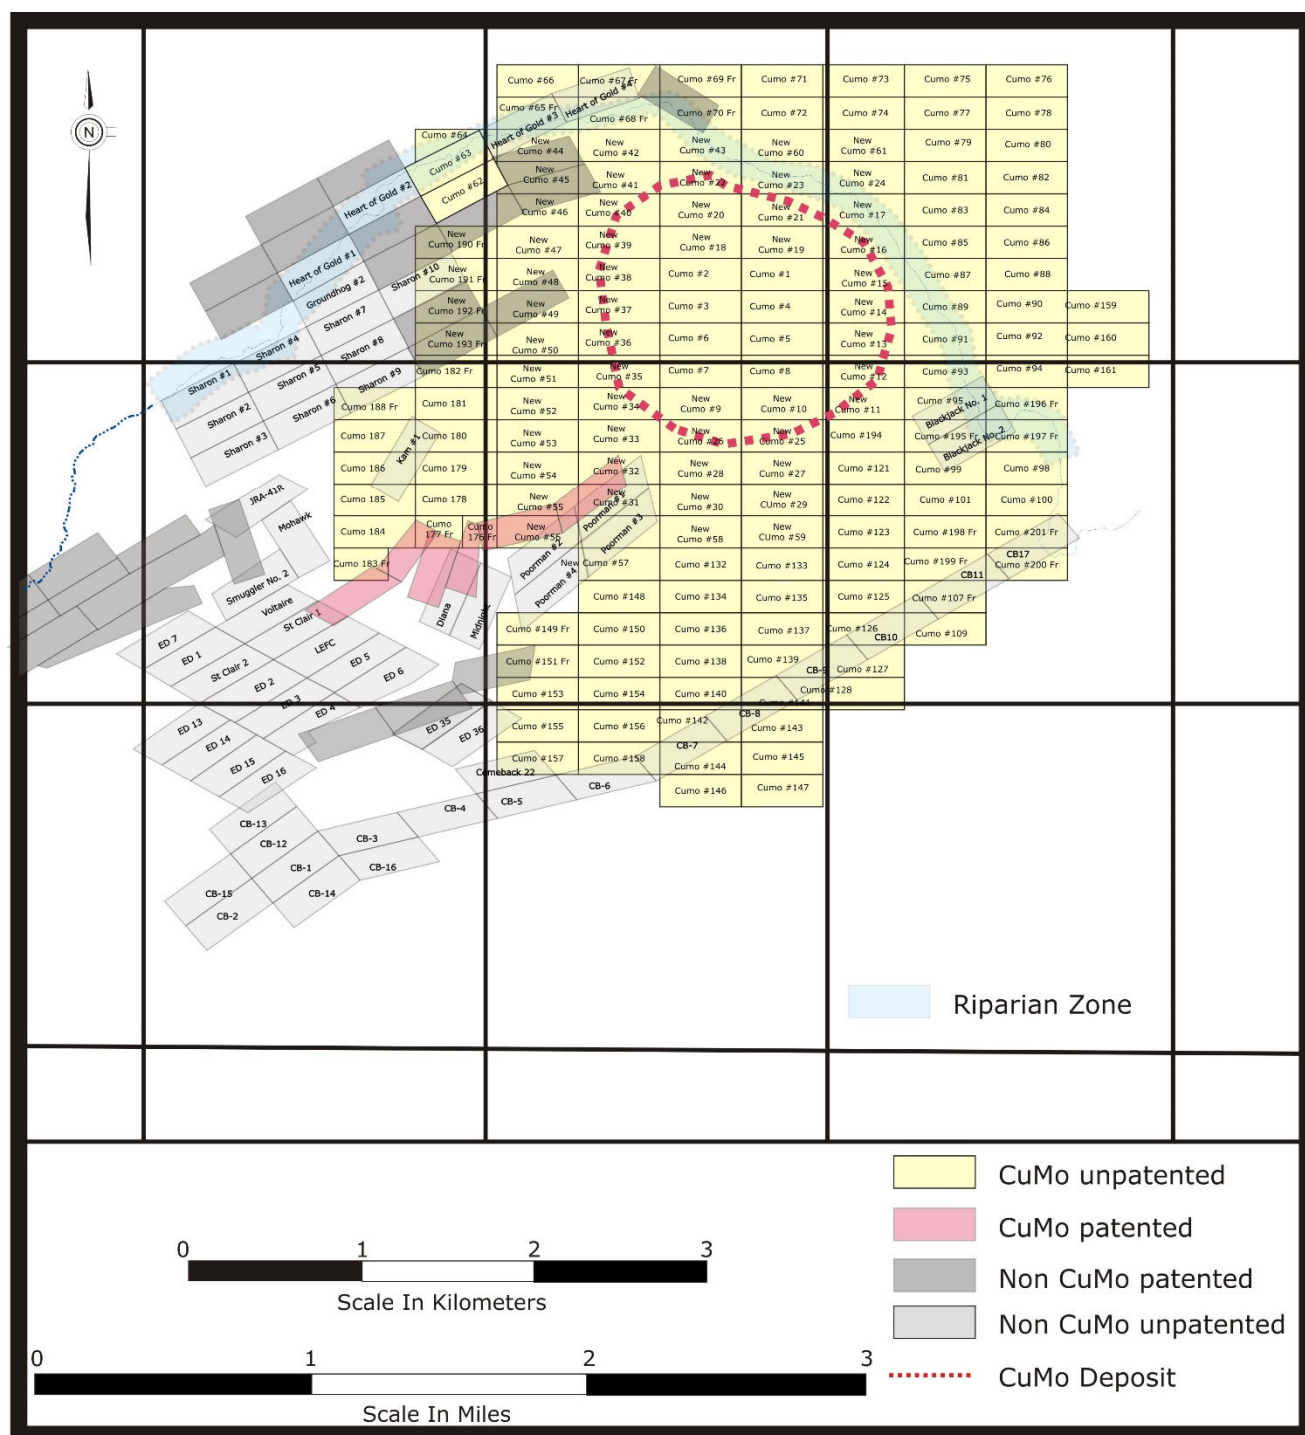 N
Cumo #66
Cumo #67 Fr
Cumo #69 Fr
Cumo #71
Cumo #73
Cumo #75
Cumo #76
Cumo #65 Fr
Heart of Gold #4
Cumo #70 Fr
Cumo #72
Cumo #74
Cumo #77
Cumo #78
Heart of Gold #3
Cumo #68 Fr
Cumo #64
Cumo #63
New
Cumo #44
New
Cumo #42
New
Cumo #43
New
Cumo #60
New
Cumo #61
Cumo #79
Cumo #80
Heart of Gold #2
Cumo #62
New
Cumo #45
New
Cumo #41
New
Cumo #22
New
Cumo #23
New
Cumo #24
Cumo #81
Cumo #82
New
Cumo #46
New
Cumo #40
New
Cumo #20
New
Cumo #21
New
Cumo #17
Cumo #83
Cumo #84
New
Cumo #190 Fr
New
Cumo #47
New
Cumo #39
New
Cumo #18
New
Cumo #19
New
Cumo #16
Cumo #85
Cumo #86
Heart of Gold #1
Groundhog #2
Sharon #10
New
Cumo 191 Fr
New
Cumo #48
New
Cumo #38
Cumo #2
Cumo #1
New
Cumo #15
Cumo #87
Cumo #88
Sharon #7
New
Cumo 192 Fr
New
Cumo #49
New
Cumo #37
Cumo #3
Cumo #4
New
Cumo #14
Cumo #89
Cumo #90
Cumo #159
Sharon #4
Sharon #8
New
Cumo 193 Fr
New
Cumo #50
New
Cumo #36
Cumo #6
Cumo #5
New
Cumo #13
Cumo #91
Cumo #92
Cumo #160
Sharon #1
Sharon #5
Sharon #9
Cumo #182 Fr
New
Cumo #51
New
Cumo #35
Cumo #7
Cumo #8
New
Cumo #12
Cumo #93
Cumo #94
Cumo #161
Sharon #2
Sharon #6
Cumo #188 Fr
Cumo 181
New
Cumo #52
New
Cumo #34
New
Cumo #9
New
Cumo #10
New
Cumo #11
Cumo #95
Blackjack No. 1
Cumo #196 Fr
Sharon #3
Cumo 187
Kam #1
Cumo 180
New
Cumo #53
New
Cumo #33
New
Cumo #26
New
Cumo #25
Cumo #194
Cumo #195 Fr
Blackjack No. 2
Cumo #197 Fr
Cumo 186
Cumo 179
New
Cumo #54
New
Cumo #32
New
Cumo #28
New
Cumo #27
Cumo #121
Cumo #99
Cumo #98
JRA-41R
Cumo 185
Cumo 178
New
Cumo #55
New
Cumo #31
New
Cumo #30
New
Cumo #29
Cumo #122
Cumo #101
Cumo #100
Mohawk
Cumo 184
Cumo
177 Fr
Cumo
176 Fr
New
Cumo #56
Poorman #2
Poorman #3
New
Cumo #58
New
Cumo #59
Cumo #123
Cumo #198 Fr
Cumo #201 Fr
Cumo 183 Fr
New Cumo #57
Cumo #132
Cumo #133
Cumo #124
Cumo #199 Fr
CB17
Cumo #200 Fr
CB11
Smuggler No. 2
Voltaire
St Clair 1
Diana
Midnight
Poorman #4
Cumo #148
Cumo #134
Cumo #135
Cumo #125
Cumo #107 Fr
ED 7
ED 1
LEFC
Cumo #149 Fr
Cumo #150
Cumo #136
Cumo #137
Cumo #126
CB10
Cumo #109
St Clair 2
ED 2
ED 5
ED 6
Cumo #151 Fr
Cumo #152
Cumo #138
Cumo #139
CB-9
Cumo #127
ED 3
ED 4
Cumo #153
Cumo #154
Cumo #140
Cumo #141
Cumo #128
CB-8
ED 13
ED 14
ED 35
ED 36
Cumo #155
Cumo #156
Cumo #142
Cumo #143
ED 15
ED 16
Comeback 22
Cumo #157
Cumo #158
CB-7
Cumo #144
Cumo #145
CB-4
CB-5
CB-6
Cumo #146
Cumo #147
CB-13
CB-12
CB-3
CB-1
CB-16
CB-15
CB-14
CB-2
Riparian Zone
CuMo unpatented
CuMo patented
Non CuMo patented
Non CuMo unpatented
CuMo Deposit
0 1 2 3
Scale In Kilometers
0 1 2 3
Scale In Miles